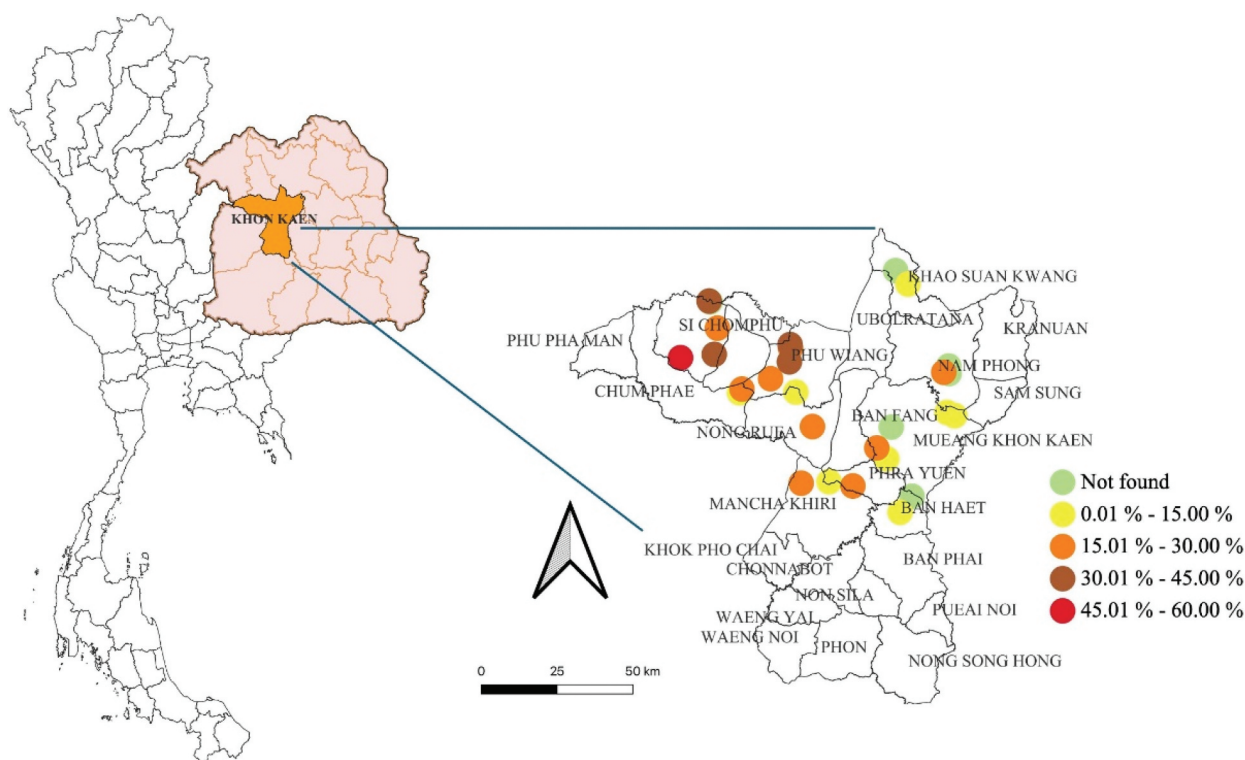 KHON KAEN
KHAO SUAN KWANG
UBOLRATANA
KRANUAN
SI CHOMPHU
PHU PHA MAN
PHU WIANG
NAM PHONG
CHUM PHAE
SAM SUNG
BAN FANG
NONG RUEA
MUEANG KHON KAEN
PHRA YUEN
MANCHA KHIRI
BAN HAET
KHOK PHO CHAI
BAN PHAI
CHONNABOT
NON SILA
PUEAI NOI
WAENG YAI
WAENG NOI
PHON
NONG SONG HONG
Not found
0.01 % - 15.00 %
15.01 % - 30.00 %
30.01 % - 45.00 %
45.01 % - 60.00 %
0 25 50 km